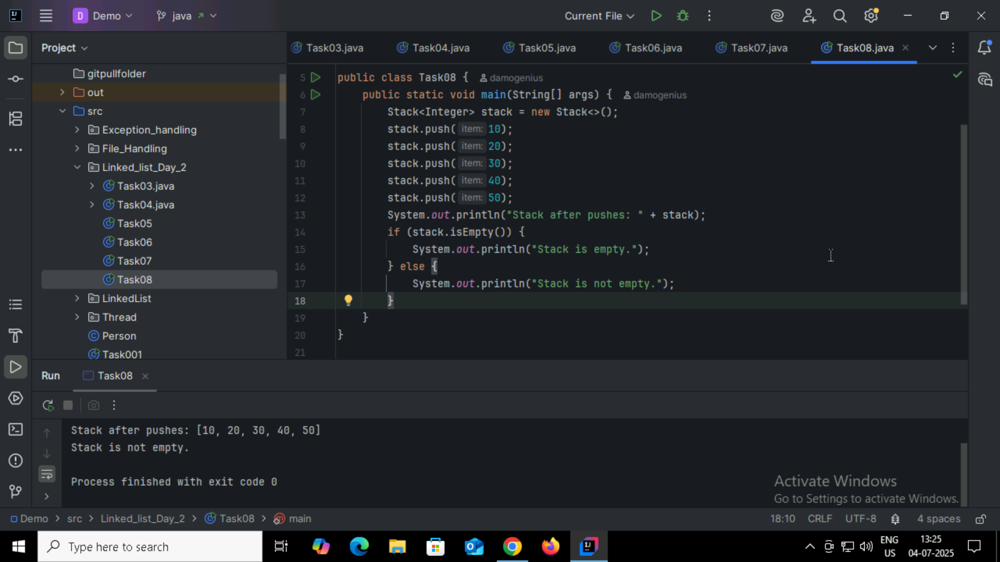 IJ
D Demo
java
Current File
Project
Task03.java
Task04.java
Task05.java
Task06.java
Task07.java
Task08.java
gitpullfolder
out
src
Exception_handling
File_Handling
Linked_list_Day_2
Task03.java
Task04.java
Task05
Task06
Task07
Task08
LinkedList
Thread
Person
Task001
5 public class Task08 { damogenius
6 public static void main(String[] args) { damogenius
7 Stack<Integer> stack = new Stack<>();
8 stack.push( item: 10);
9 stack.push( item: 20);
10 stack.push( item: 30);
11 stack.push( item: 40);
12 stack.push( item: 50);
13 System.out.println("Stack after pushes: " + stack);
14 if (stack.isEmpty()) {
15 System.out.println("Stack is empty.");
16 } else {
17 System.out.println("Stack is not empty.");
18 }
19 }
20 }
21
Run
Task08
Stack after pushes: [10, 20, 30, 40, 50]
Stack is not empty.
Process finished with exit code 0
Activate Windows
Go to Settings to activate Windows.
Demo > src > Linked_list_Day_2 > Task08 > main
18:10 CRLF UTF-8 4 spaces
Type here to search
ENG
US
13:25
04-07-2025